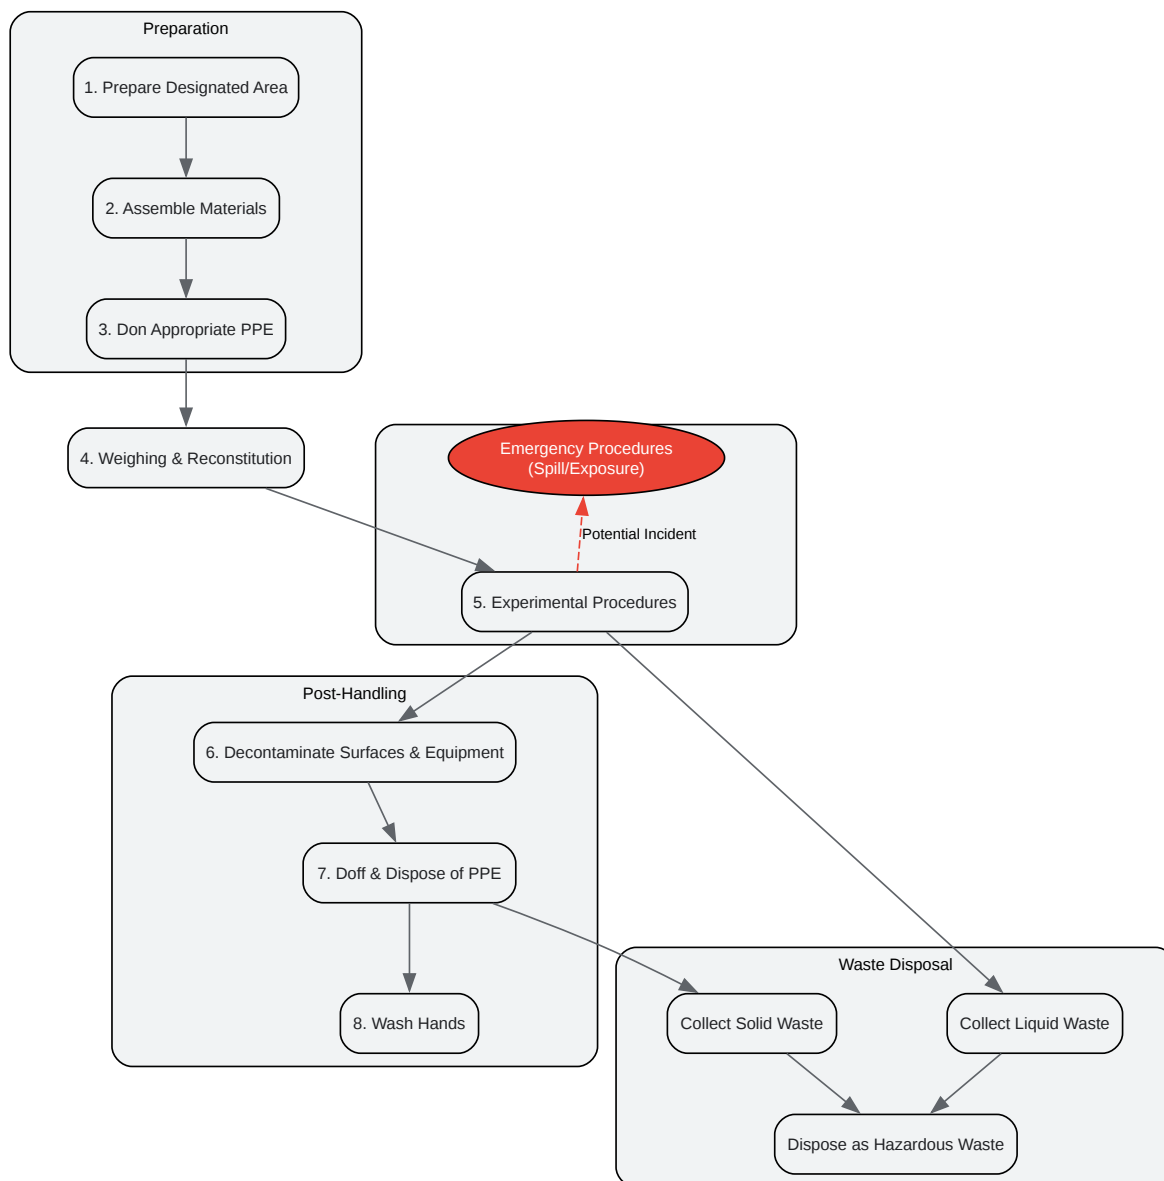 Preparation
1. Prepare Designated Area
2. Assemble Materials
3. Don Appropriate PPE
4. Weighing & Reconstitution
Emergency Procedures
(Spill/Exposure)
Potential Incident
5. Experimental Procedures
Post-Handling
6. Decontaminate Surfaces & Equipment
7. Doff & Dispose of PPE
8. Wash Hands
Waste Disposal
Collect Solid Waste
Collect Liquid Waste
Dispose as Hazardous Waste